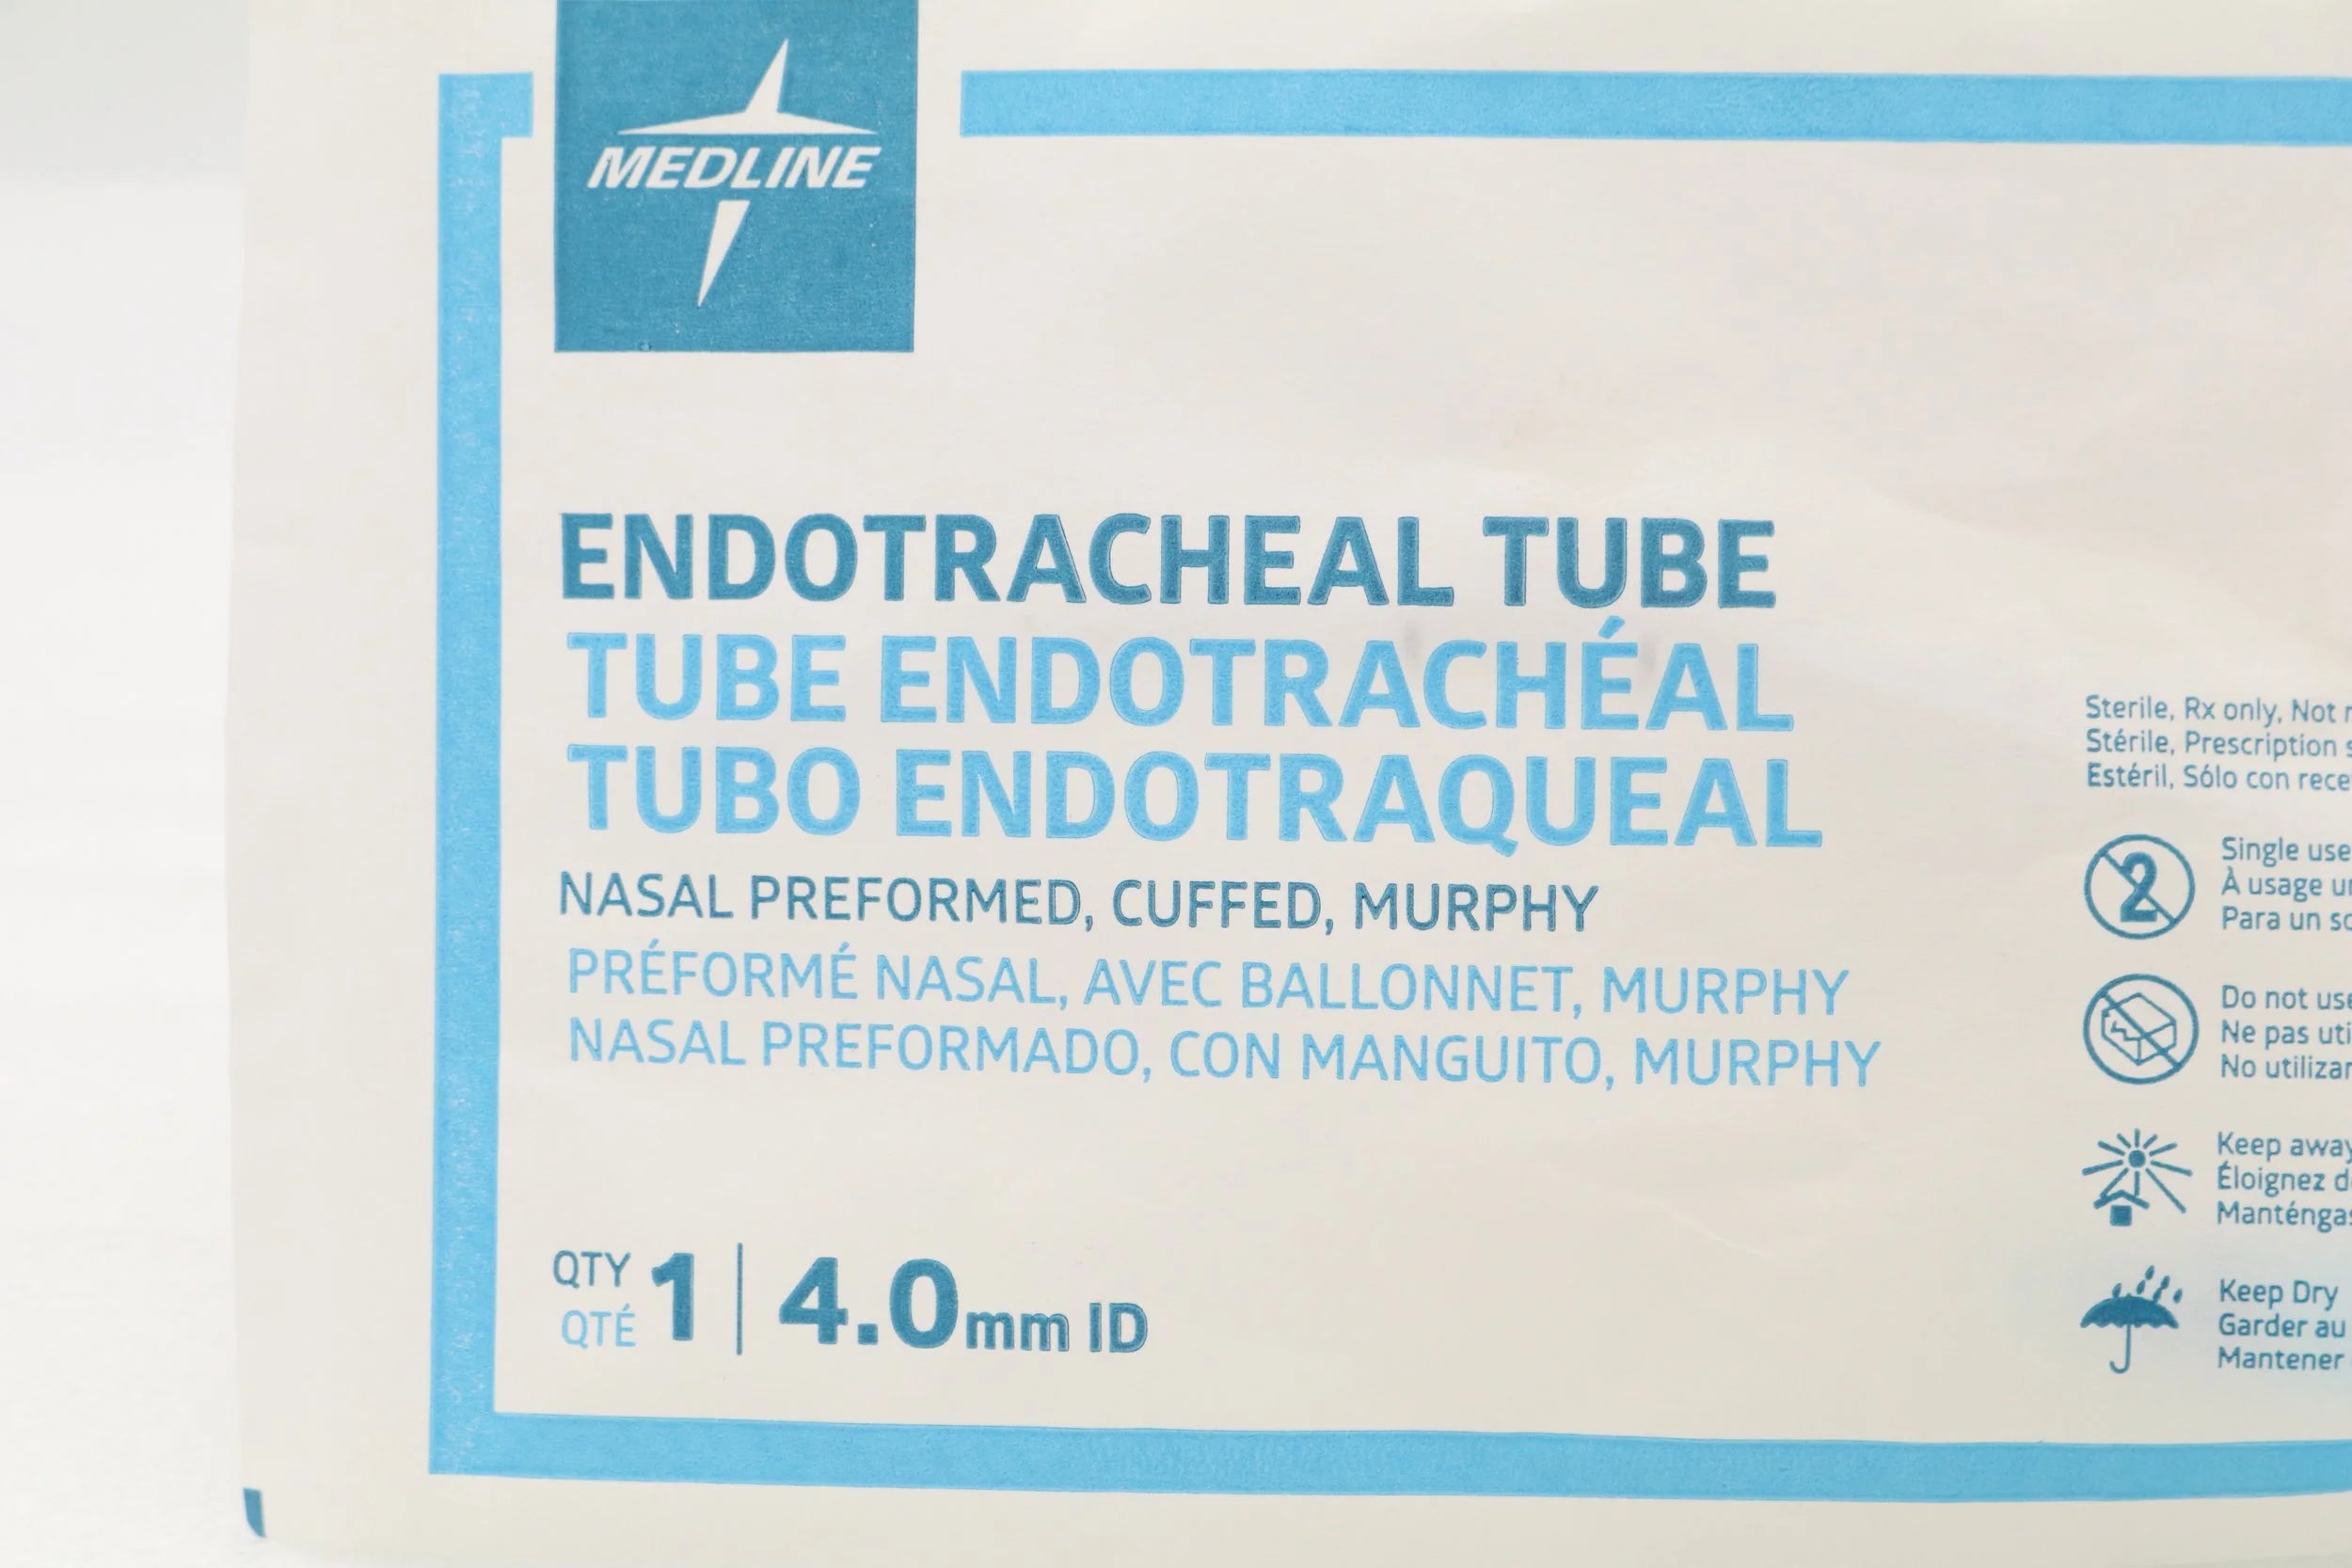 MEDLINE
ENDOTRACHEAL TUBE
TUBE ENDOTRACHÉAL
TUBO ENDOTRAQUEAL
NASAL PREFORMED, CUFFED, MURPHY
PRÉFORMÉ NASAL, AVEC BALLONNET, MURPHY
NASAL PREFORMADO, CON MANGUITO, MURPHY
QTY 1 | 4.0mm ID
QTÉ
Sterile, Rx only, Not
Stérile, Prescription
Estéril, Sólo con
2
Single use
À usage
Para un
Do not use
Ne pas
No
Keep away
Éloignez
Keep Dry
Garder au
Mantener